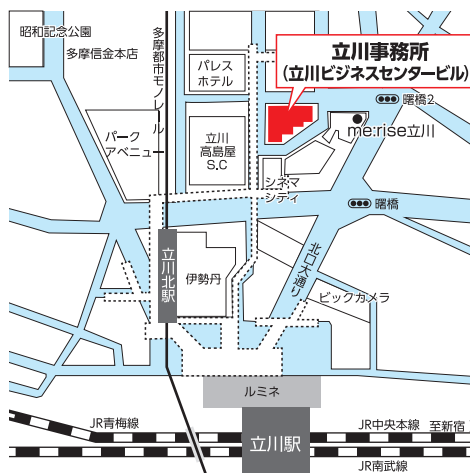 昭和記念公園
多摩信金本店
多摩都市モノレール
パレス
ホテル
立川事務所
(立川ビジネスセンタービル)
曙橋2
me:rise立川
パーク
アベニュー
立川
高島屋
S.C
シネマ
シティ
曙橋
立川北駅
伊勢丹
北口大通り
ビックカメラ
ルミネ
JR青梅線
立川駅
JR中央本線
至新宿
JR南武線